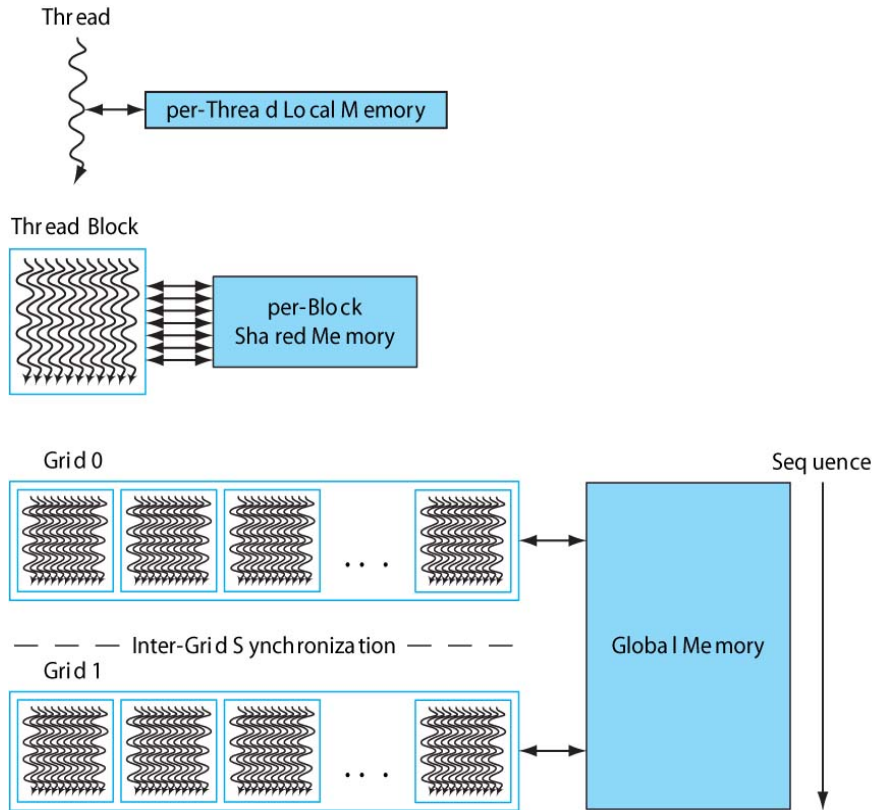 Thread
per-Thread Local Memory
Thread Block
per-Block
Shared Memory
Grid 0
Sequence
. . .
Inter-Grid Synchronization
Global Memory
Grid 1
. . .